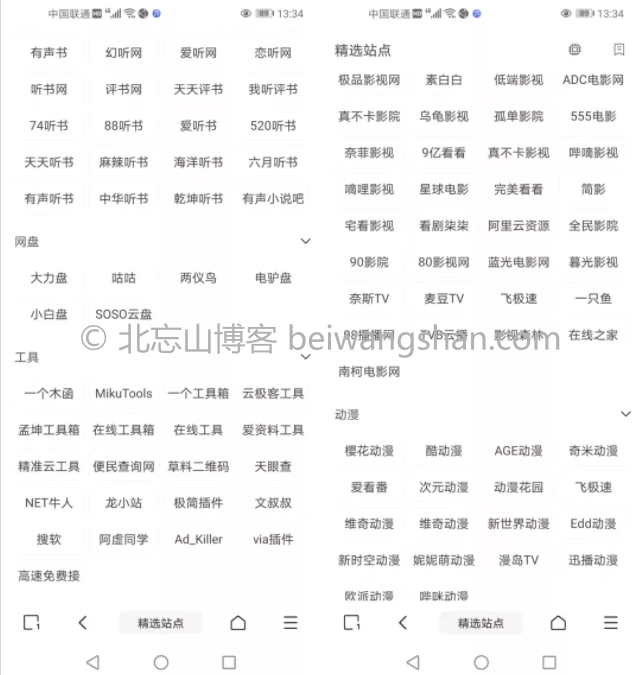 中国联通 HD 4G 89 13:34
有声书 幻听网 爱听网 恋听网
听书网 评书网 天天评书 我听评书
74听书 88听书 爱听书 520听书
天天听书 麻辣听书 海洋听书 六月听书
有声听书 中华听书 乾坤听书 有声小说吧
网盘
大力盘 咕咕 两仪鸟 电驴盘
小白盘 SOSO云盘
工具
一个木函 MikuTools 一个工具箱 云极客工具
孟坤工具箱 在线工具箱 在线工具 爱资料工具
精准云工具 便民查询网 草料二维码 天眼查
NET牛人 龙小站 极简插件 文叔叔
搜软 阿虚同学 Ad_Killer via插件
高速免费接
1 精选站点
中国联通 HD 4G 89 13:34
精选站点
极品影视网 素白白 低端影视 ADC电影网
真不卡影院 乌龟影视 孤单影院 555电影
奈菲影视 9亿看看 真不卡影视 哔嘀影视
嘀哩影视 星球电影 完美看看 简影
宅看影视 看剧柒柒 阿里云资源 全民影院
90影院 80影视网 蓝光电影网 暮光影视
奈斯TV 麦豆TV 飞极速 一只鱼
98播播网 TVB云播 影视森林 在线之家
南柯电影网
动漫
樱花动漫 酷动漫 AGE动漫 奇米动漫
爱看番 次元动漫 动漫花园 飞极速
维奇动漫 维奇动漫 新世界动漫 Edd动漫
新时空动漫 妮妮萌动漫 漫岛TV 迅播动漫
欧派动漫 哔咪动漫
1 精选站点
© 北忘山博客 beiwangshan.com